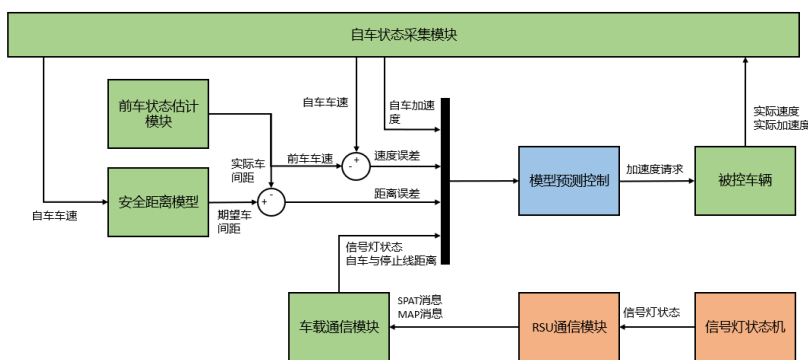 自车状态采集模块
前车状态估计
模块
自车车速
自车加速
度
实际速度
实际加速度
实际车
间距
前车车速
-
+
速度误差
模型预测控制
加速度请求
被控车辆
安全距离模型
自车车速
期望车
间距
+
-
距离误差
信号灯状态
自车与停止线距离
车载通信模块
SPAT消息
MAP消息
RSU通信模块
信号灯状态
信号灯状态机